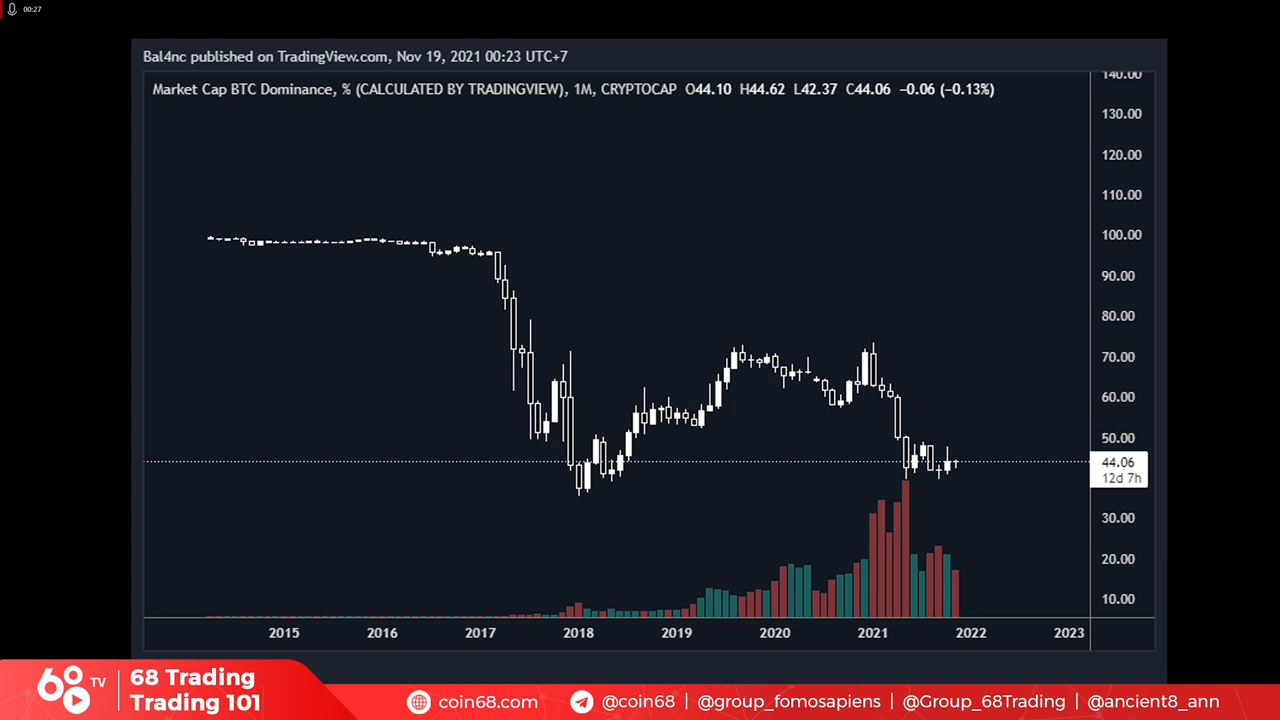 00:27
Bal4nc published on TradingView.com, Nov 19, 2021 00:23 UTC+7
Market Cap BTC Dominance, % (CALCULATED BY TRADINGVIEW), 1M, CRYPTOCAP O44.10 H44.62 L42.37 C44.06 −0.06 (−0.13%)
140.00
130.00
120.00
110.00
100.00
90.00
80.00
70.00
60.00
50.00
44.06
12d 7h
30.00
20.00
10.00
2015 2016 2017 2018 2019 2020 2021 2022 2023
68 TV
68 Trading
Trading 101
coin68.com @coin68 | @group_fomosapiens | @Group_68Trading | @ancient8_ann